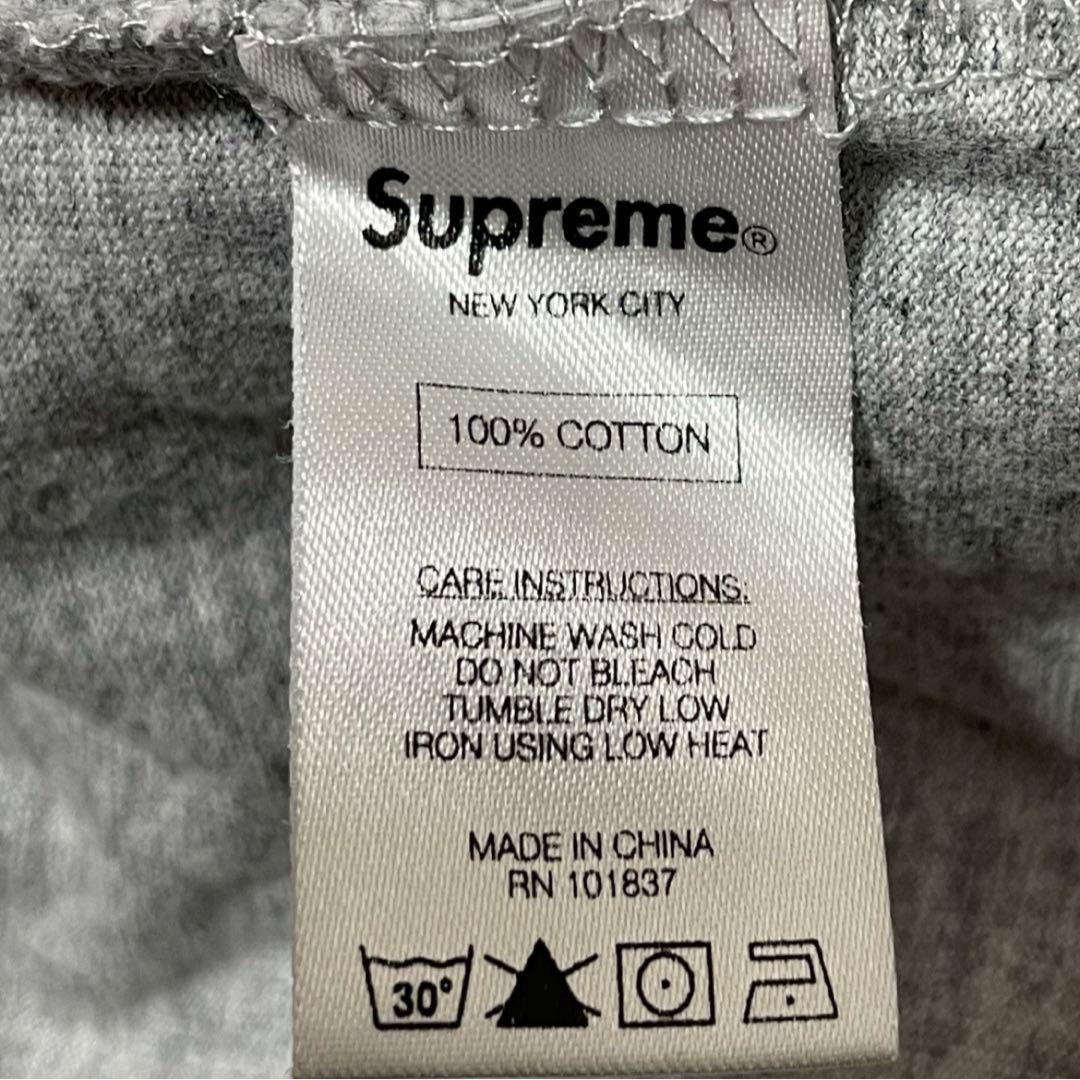 Supreme®
NEW YORK CITY
100% COTTON
CARE INSTRUCTIONS:
MACHINE WASH COLD
DO NOT BLEACH
TUMBLE DRY LOW
IRON USING LOW HEAT
MADE IN CHINA
RN 101837
30°